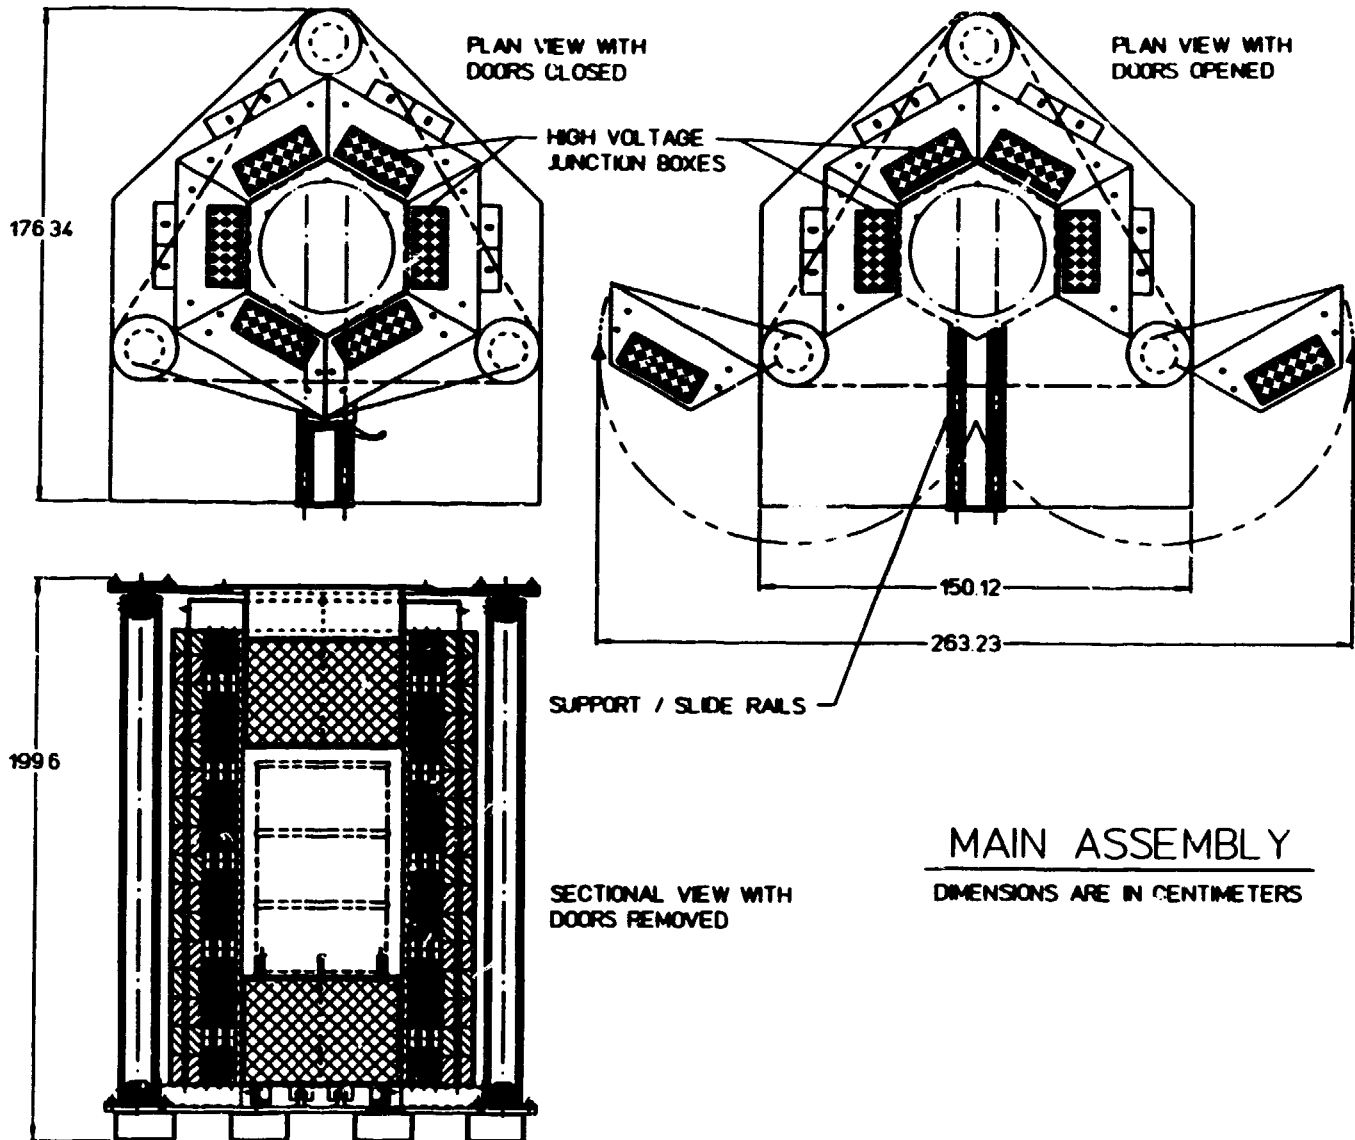 PLAN VIEW WITH
DOORS CLOSED
PLAN VIEW WITH
DOORS OPENED
HIGH VOLTAGE
JUNCTION BOXES
176.34
150.12
263.23
SUPPORT / SLIDE RAILS
199.6
MAIN ASSEMBLY
DIMENSIONS ARE IN CENTIMETERS
SECTIONAL VIEW WITH
DOORS REMOVED